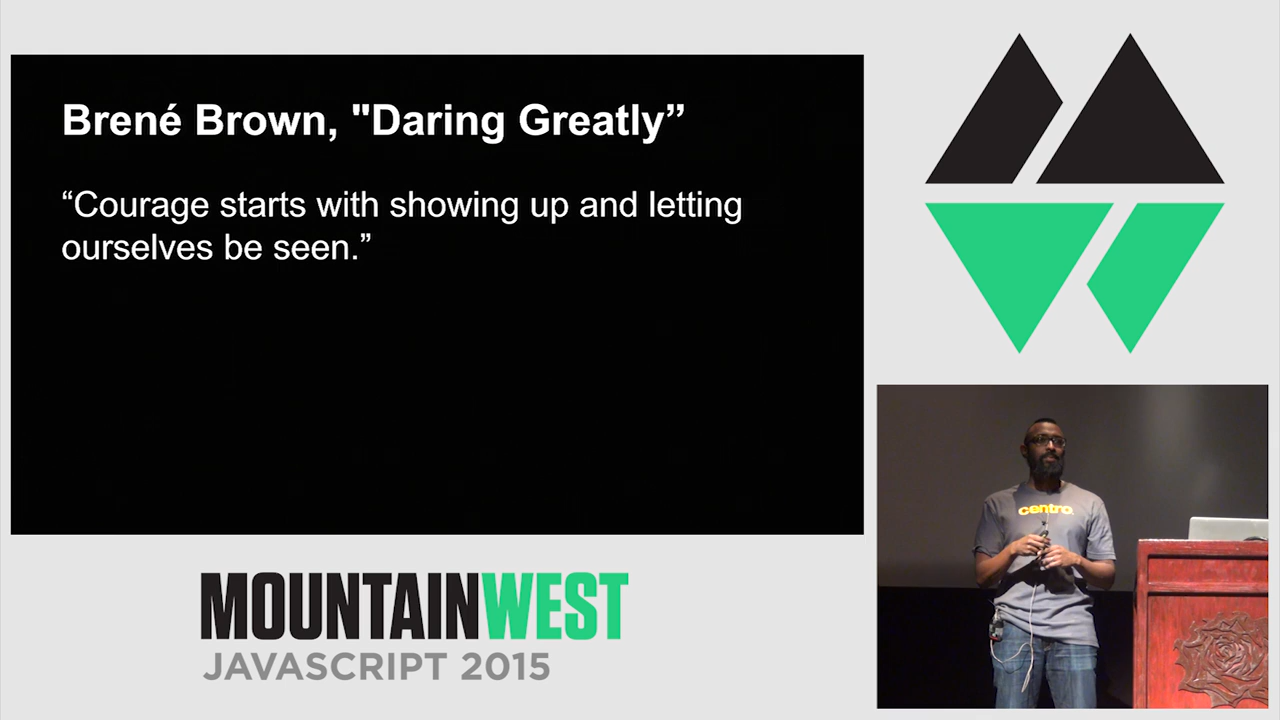 Brené Brown, "Daring Greatly”
“Courage starts with showing up and letting
ourselves be seen.”
centro.
MOUNTAINWEST
JAVASCRIPT 2015